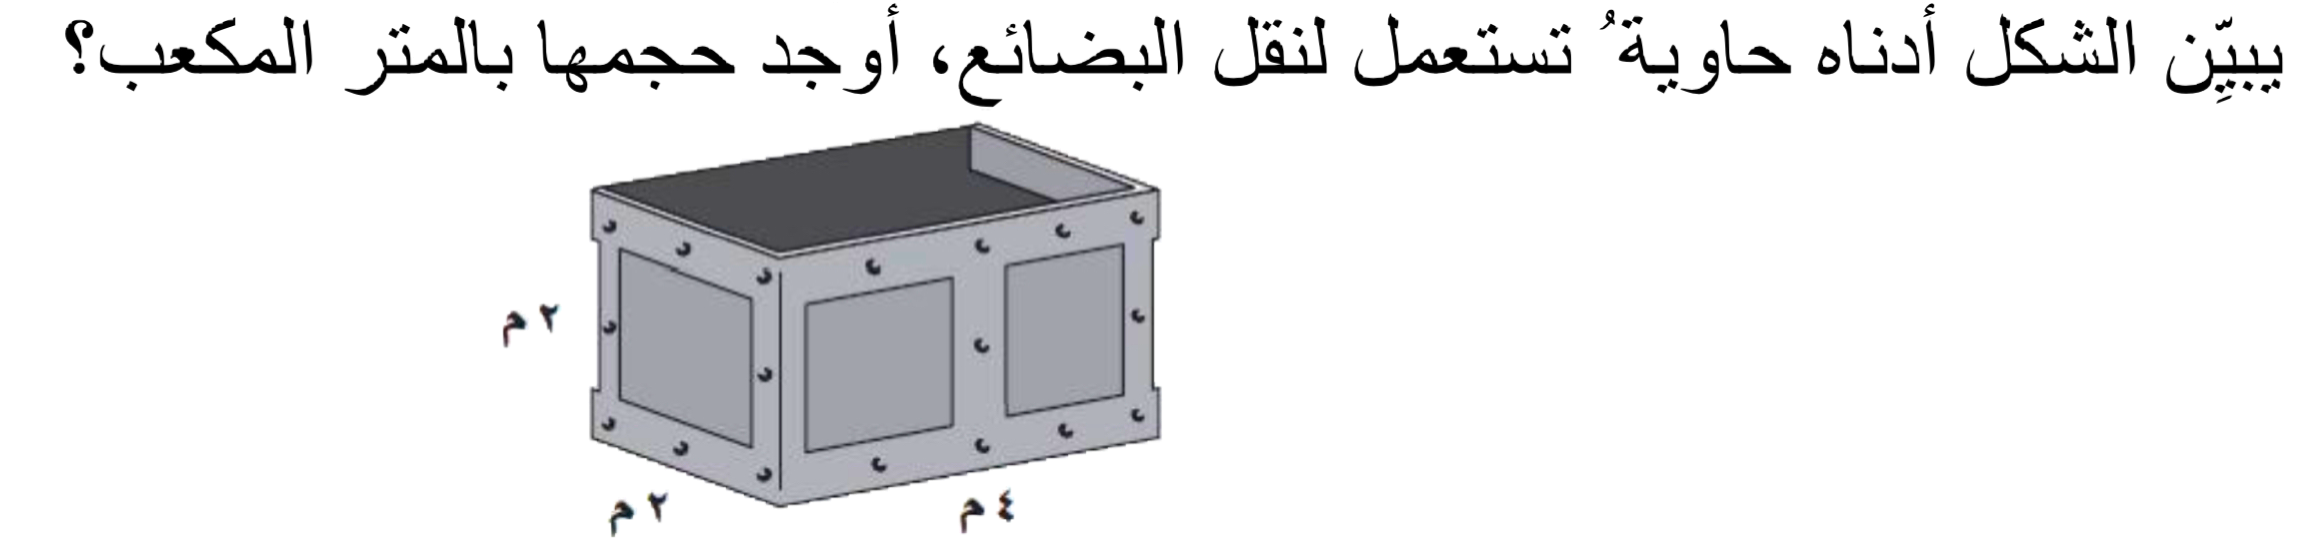 يبيِّن الشكل أدناه حاويةُ تستعمل لنقل البضائع، أوجد حجمها بالمتر المكعب؟
٢ م
٤ م
٢ م